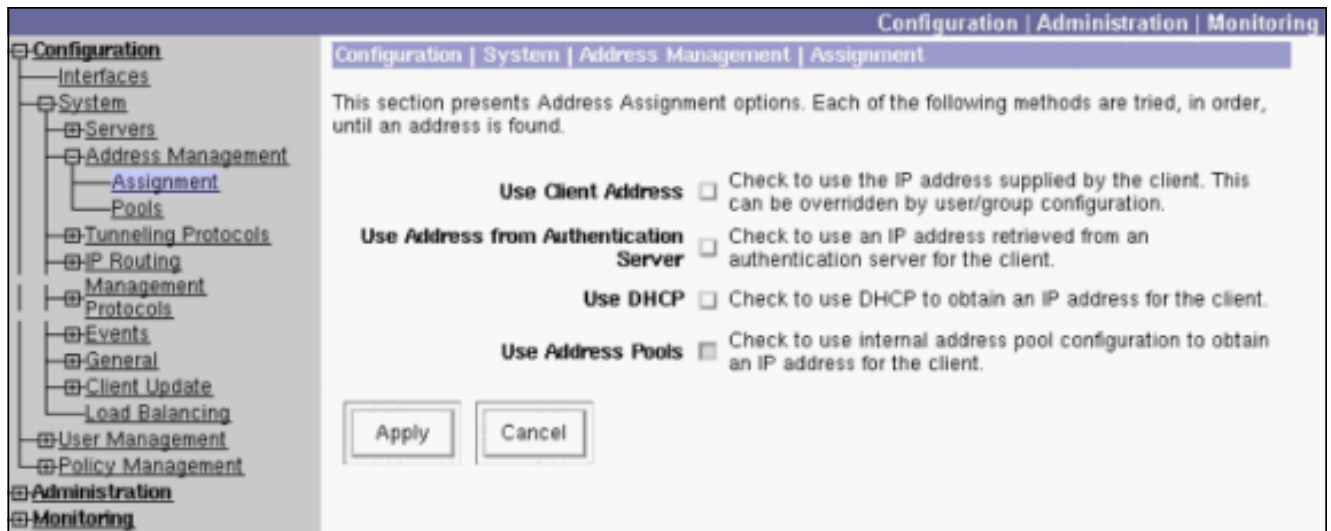 Configuration | Administration | Monitoring
Configuration
Interfaces
System
Servers
Address Management
Assignment
Pools
Tunneling Protocols
IP Routing
Management
Protocols
Events
General
Client Update
Load Balancing
User Management
Policy Management
Administration
Monitoring
Configuration | System | Address Management | Assignment
This section presents Address Assignment options. Each of the following methods are tried, in order,
until an address is found.
Use Client Address
Check to use the IP address supplied by the client. This
can be overridden by user/group configuration.
Use Address from Authentication
Server
Check to use an IP address retrieved from an
authentication server for the client.
Use DHCP
Check to use DHCP to obtain an IP address for the client.
Use Address Pools
Check to use internal address pool configuration to obtain
an IP address for the client.
Apply
Cancel